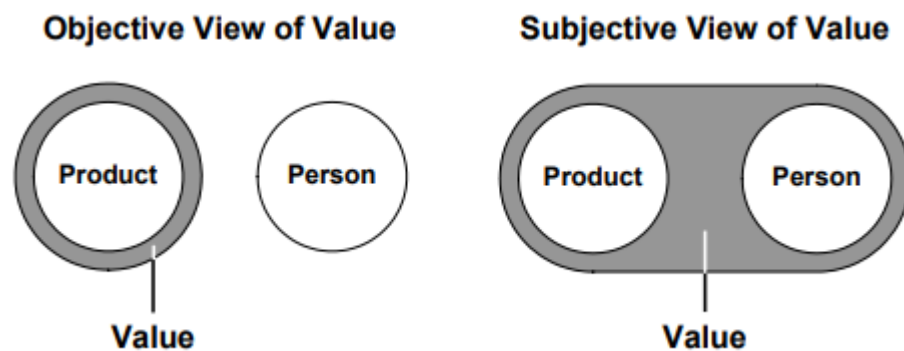 Objective View of Value
Subjective View of Value
Product
Person
Product
Person
Value
Value